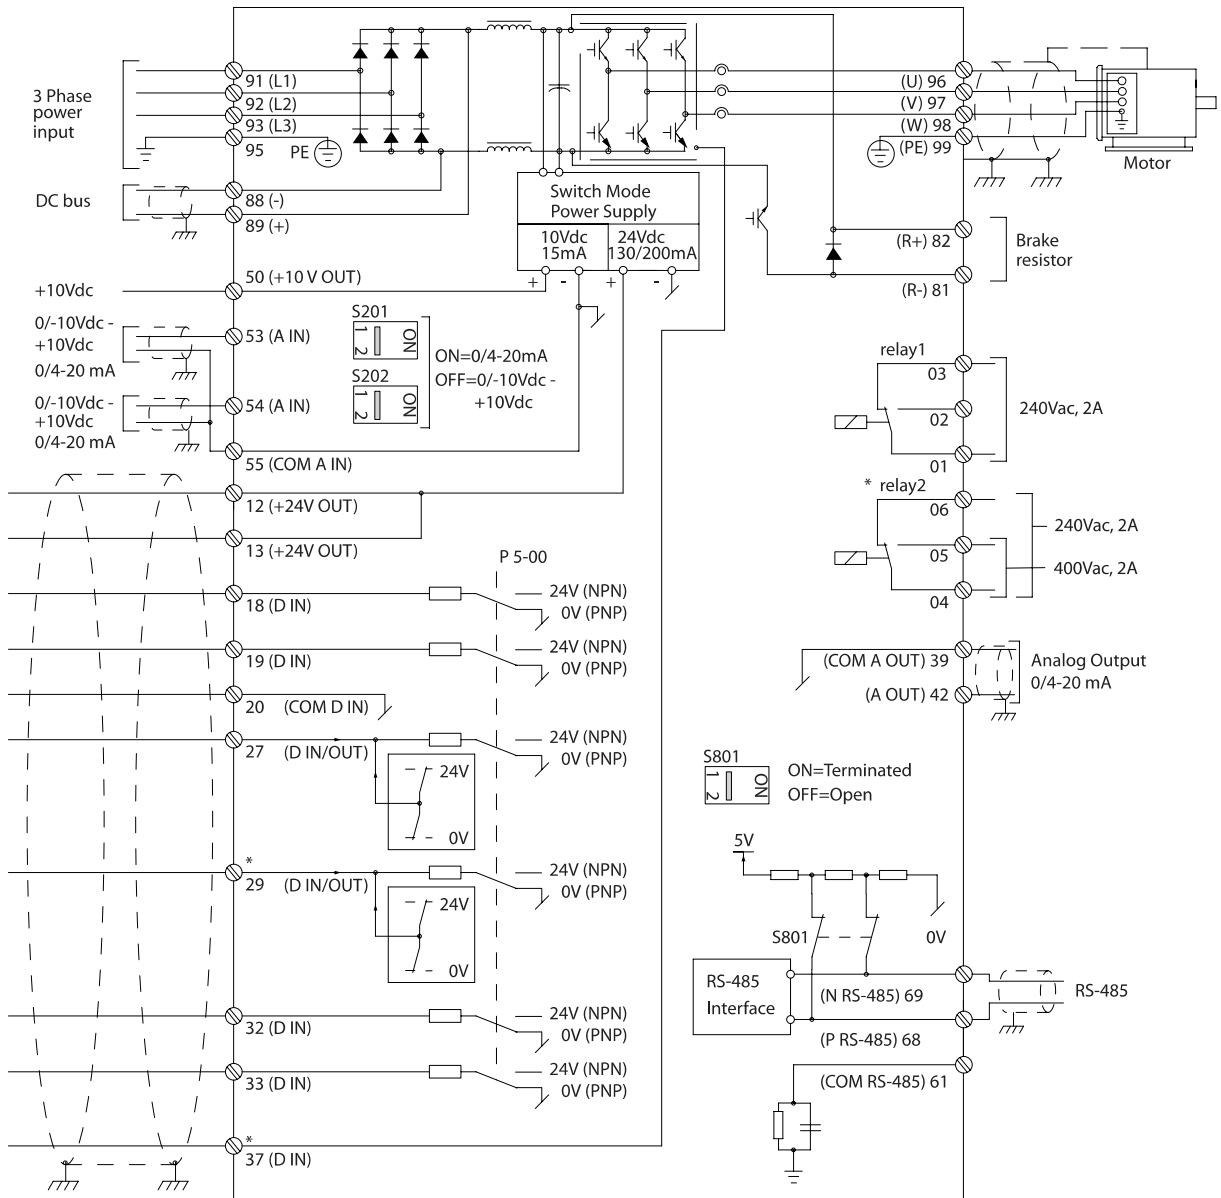 3 Phase
power
input
91 (L1)
92 (L2)
93 (L3)
95
PE
DC bus
88 (-)
89 (+)
Switch Mode
Power Supply
10Vdc
15mA
24Vdc
130/200mA
+ - + -
(U) 96
(V) 97
(W) 98
(PE) 99
Motor
(R+) 82
Brake
resistor
(R-) 81
+10Vdc
50 (+10 V OUT)
0/-10Vdc -
+10Vdc
0/4-20 mA
53 (A IN)
0/-10Vdc -
+10Vdc
0/4-20 mA
54 (A IN)
55 (COM A IN)
S201
1 2
ON
S202
1 2
ON
ON=0/4-20mA
OFF=0/-10Vdc -
+10Vdc
relay1
03
02
01
240Vac, 2A
* relay2
06
05
04
240Vac, 2A
400Vac, 2A
12 (+24V OUT)
13 (+24V OUT)
P 5-00
18 (D IN)
24V (NPN)
0V (PNP)
19 (D IN)
24V (NPN)
0V (PNP)
20 (COM D IN)
27 (D IN/OUT)
24V (NPN)
0V (PNP)
24V
0V
*
29 (D IN/OUT)
24V (NPN)
0V (PNP)
24V
0V
32 (D IN)
24V (NPN)
0V (PNP)
33 (D IN)
24V (NPN)
0V (PNP)
*
37 (D IN)
(COM A OUT) 39
(A OUT) 42
Analog Output
0/4-20 mA
S801
1 2
ON
ON=Terminated
OFF=Open
5V
S801
0V
RS-485
Interface
(N RS-485) 69
RS-485
(P RS-485) 68
(COM RS-485) 61